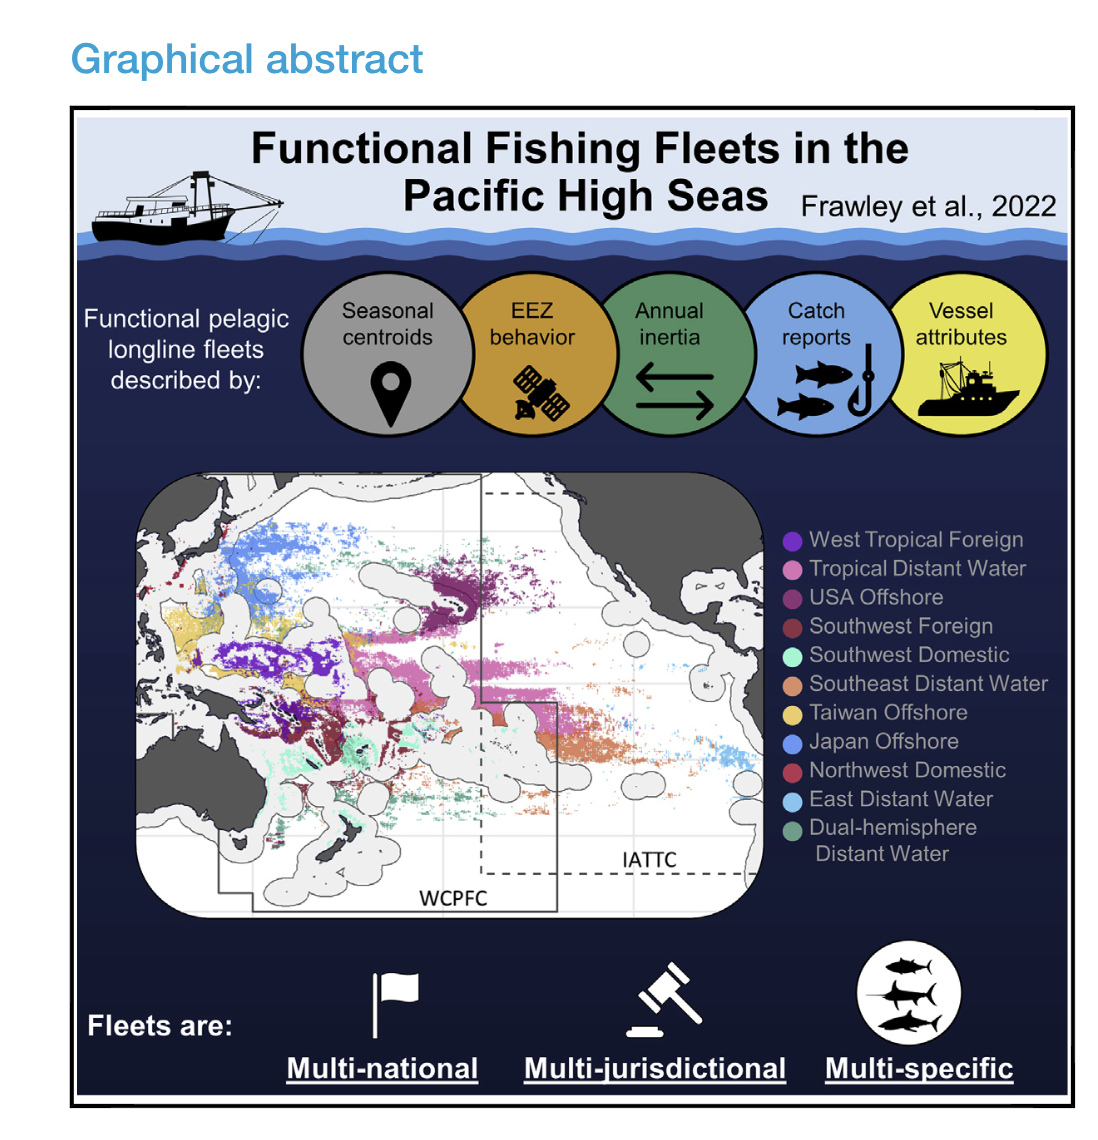 Graphical abstract
Functional Fishing Fleets in the
Pacific High Seas
Frawley et al., 2022
Functional pelagic
longline fleets
described by:
Seasonal
centroids
EEZ
behavior
Annual
inertia
Catch
reports
Vessel
attributes
West Tropical Foreign
Tropical Distant Water
USA Offshore
Southwest Foreign
Southwest Domestic
Southeast Distant Water
Taiwan Offshore
Japan Offshore
Northwest Domestic
East Distant Water
Dual-hemisphere
Distant Water
IATTC
WCPFC
Fleets are:
Multi-national
Multi-jurisdictional
Multi-specific